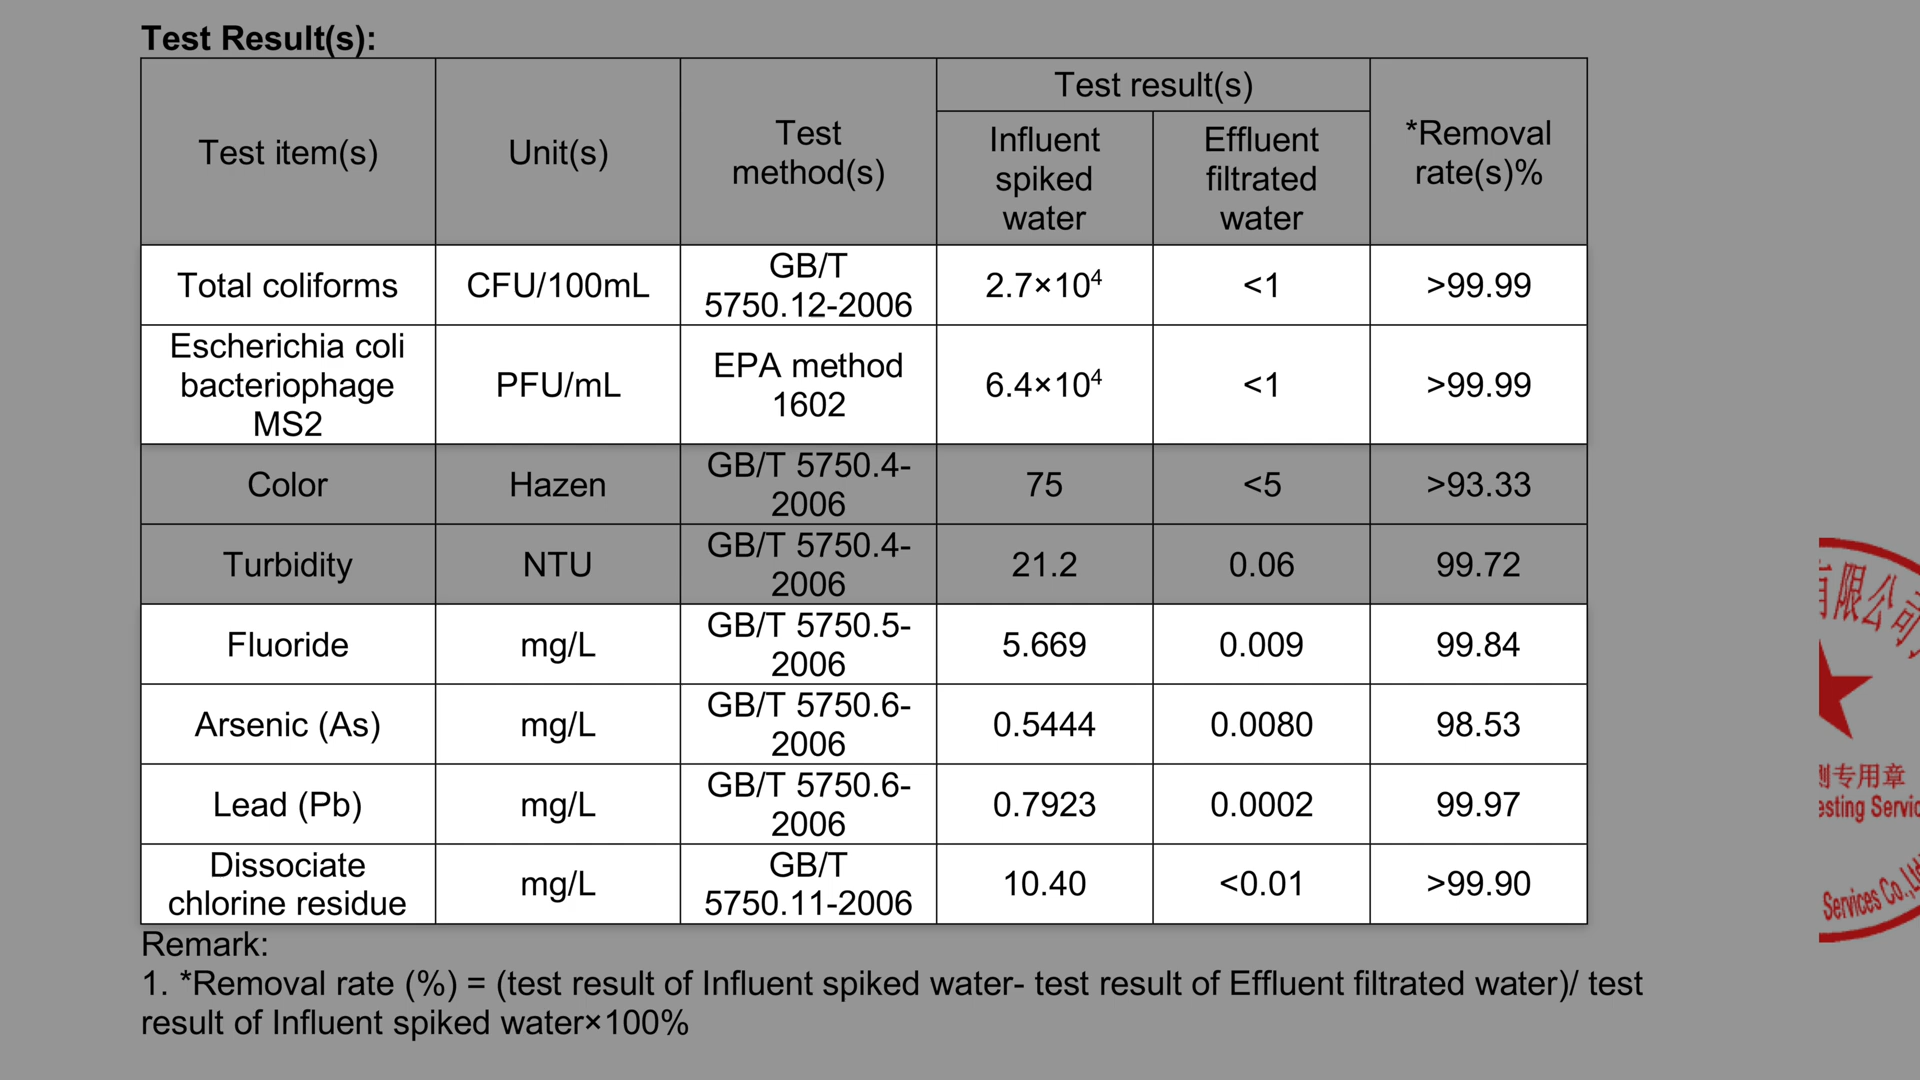 Test Result(s):
Test item(s)
Unit(s)
Test
method(s)
Test result(s)
Influent
spiked
water
Effluent
filtrated
water
*Removal
rate(s)%
Total coliforms
CFU/100mL
GB/T
5750.12-2006
2.7×10⁴
<1
>99.99
Escherichia coli
bacteriophage
MS2
PFU/mL
EPA method
1602
6.4×10⁴
<1
>99.99
Color
Hazen
GB/T 5750.4-
2006
75
<5
>93.33
Turbidity
NTU
GB/T 5750.4-
2006
21.2
0.06
99.72
Fluoride
mg/L
GB/T 5750.5-
2006
5.669
0.009
99.84
Arsenic (As)
mg/L
GB/T 5750.6-
2006
0.5444
0.0080
98.53
Lead (Pb)
mg/L
GB/T 5750.6-
2006
0.7923
0.0002
99.97
Dissociate
chlorine residue
mg/L
GB/T
5750.11-2006
10.40
<0.01
>99.90
Remark:
1. *Removal rate (%) = (test result of Influent spiked water- test result of Effluent filtrated water)/ test
result of Influent spiked water×100%
有限公司
专用章
esting Servic
Services Co.,Ltd